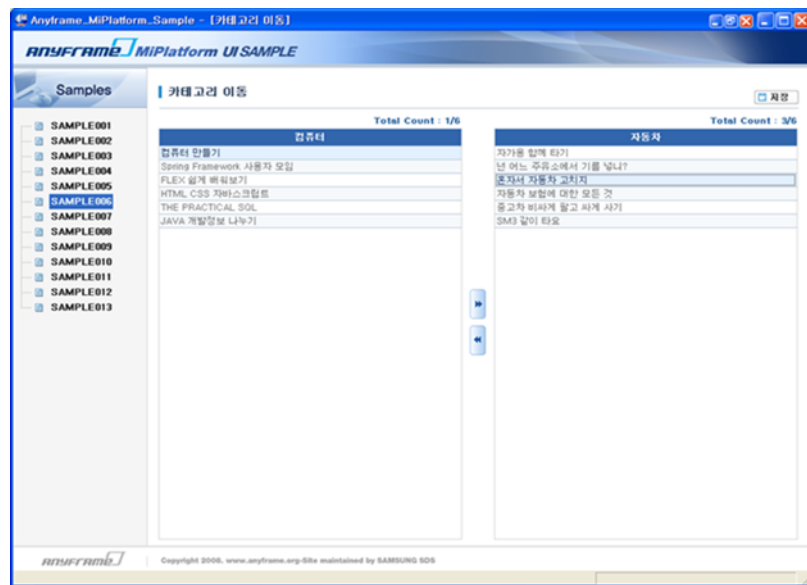 Anyframe_MiPlatform_Sample - [카테고리 이동]
ANYFRAME MiPlatform UI SAMPLE
Samples
카테고리 이동
저장
SAMPLE001
SAMPLE002
SAMPLE003
SAMPLE004
SAMPLE005
SAMPLE006
SAMPLE007
SAMPLE008
SAMPLE009
SAMPLE010
SAMPLE011
SAMPLE012
SAMPLE013
Total Count : 1/6
컴퓨터
컴퓨터 만들기
Spring Framework 사용자 모임
FLEX 쉽게 배워보기
HTML CSS 자바스크립트
THE PRACTICAL SQL
JAVA 개발정보 나누기
Total Count : 3/6
자동차
자가용 함께 타기
넌 어느 주유소에서 기름 넣니?
혼자서 자동차 고치지
자동차 보험에 대한 모든 것
중고차 비싸게 팔고 싸게 사기
SM3 같이 타요
ANYFRAME
Copyright 2008, www.anyframe.org-Site maintained by SAMSUNG SDS